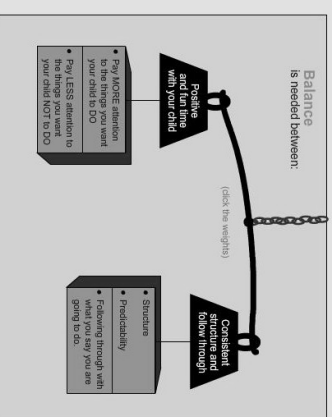 Balance
is needed between:
(click the weights)
Positive
and fun time
with your child
• Pay MORE attention
to the things you want
your child to DO
• Pay LESS attention to
the things you want
your child NOT to DO
Consistent
structure and
follow through
• Structure
• Predictability
• Following through with
what you say you are
going to do.